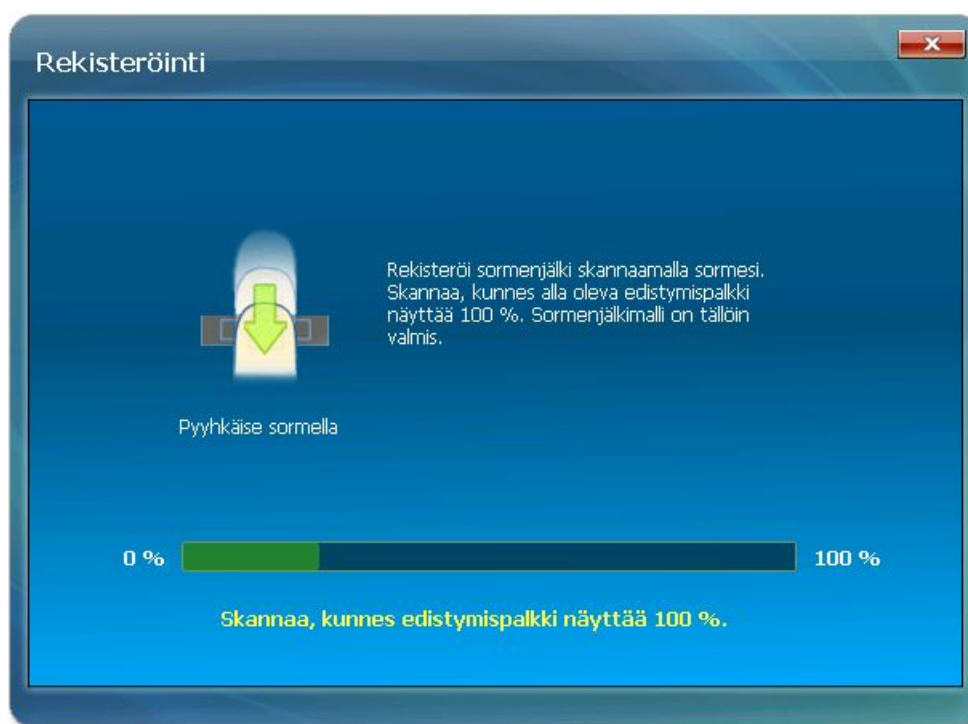 Rekisteröinti
Rekisteröi sormenjälki skannaamalla sormesi.
Skannaa, kunnes alla oleva edistymispalkki
näyttää 100 %. Sormenjälkimalli on tällöin
valmis.
Pyyhkäise sormella
0 %
100 %
Skannaa, kunnes edistymispalkki näyttää 100 %.